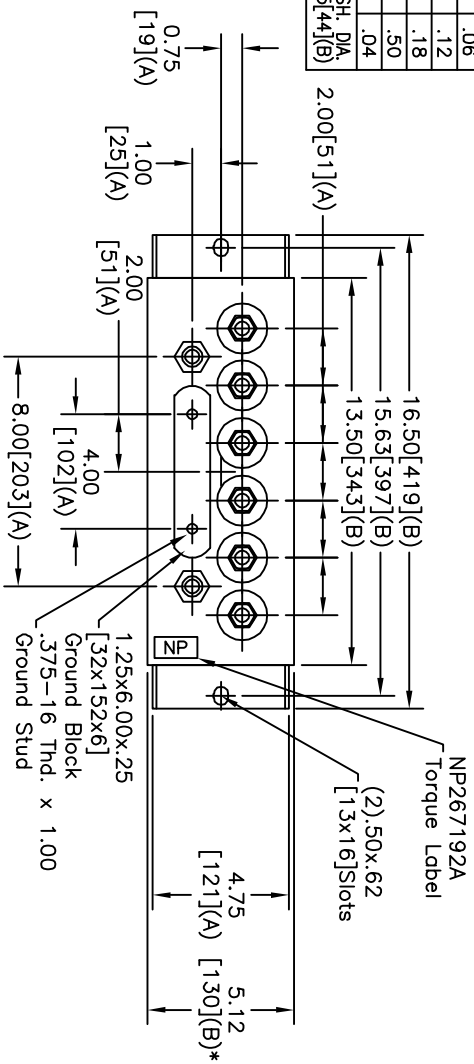 .06
.12
.18
.50
.04
SH. DIA.
[44](B)
16.50[419](B)
15.63[397](B)
13.50[343](B)
2.00[51](A)
0.75
[19](A)
1.00
[25](A)
2.00
[51](A)
4.00
[102](A)
8.00[203](A)
NP
NP267192A
Torque Label
(2).50x.62
[13x16]Slots
4.75
[121](A)
5.12
[130](B)*
1.25x6.00x.25
[32x152x6]
Ground Block
.375-16 Thd. x 1.00
Ground Stud